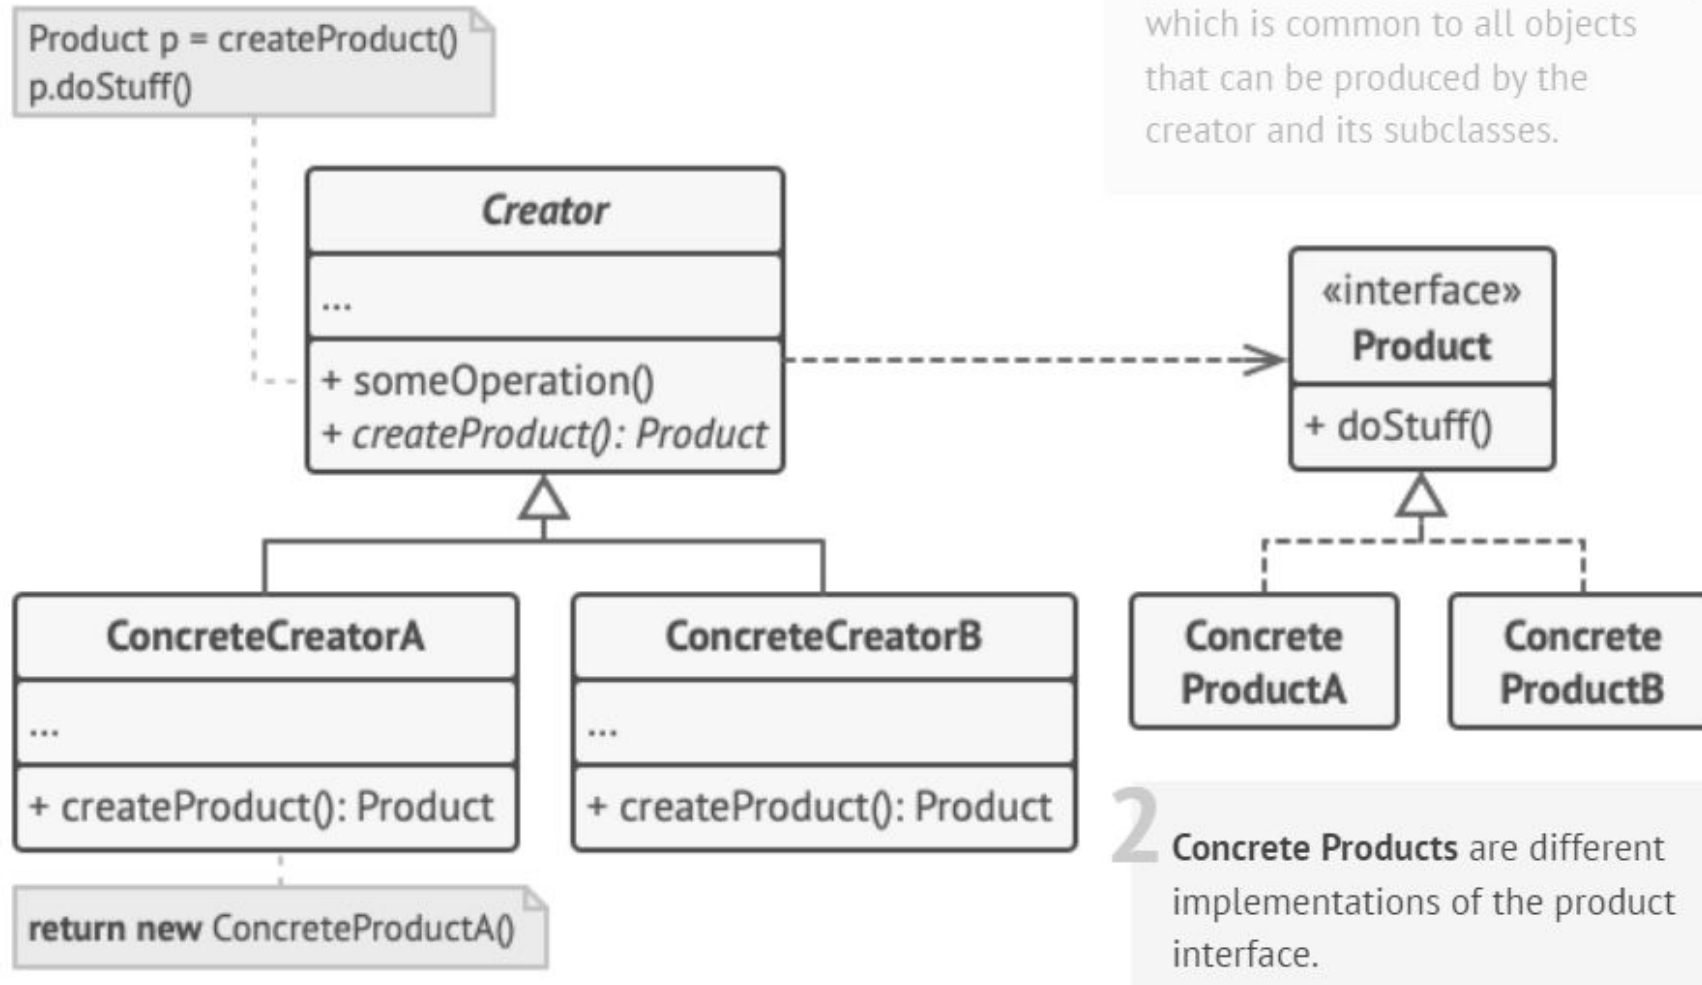 Product p = createProduct()
p.doStuff()
which is common to all objects
that can be produced by the
creator and its subclasses.
Creator
...
+ someOperation()
+ createProduct(): Product
«interface»
Product
+ doStuff()
ConcreteCreatorA
...
+ createProduct(): Product
ConcreteCreatorB
...
+ createProduct(): Product
Concrete
ProductA
Concrete
ProductB
return new ConcreteProductA()
2
Concrete Products are different
implementations of the product
interface.